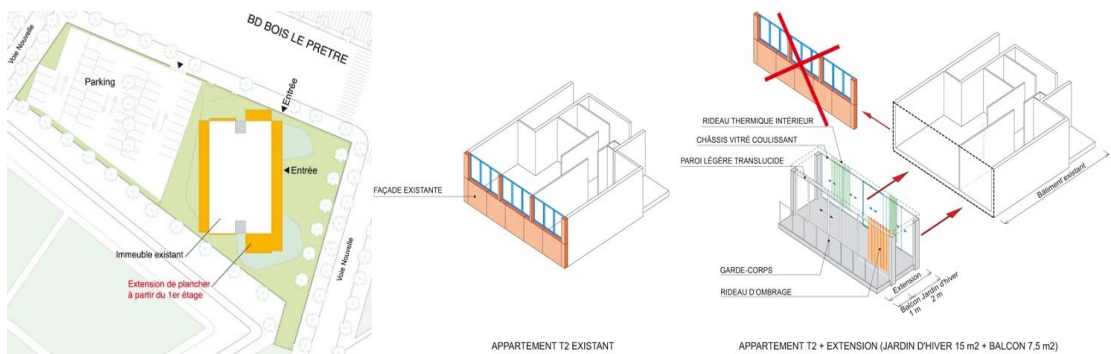 BD BOIS LE PRETRE
Voie Nouvelle
Parking
Entrée
Entrée
Immeuble existant
Extension de plancher
à partir du 1er étage
Voie Nouvelle
FAÇADE EXISTANTE
APPARTEMENT T2 EXISTANT
RIDEAU THERMIQUE INTÉRIEUR
CHÂSSIS VITRÉ COULISSANT
PAROI LÉGÈRE TRANSLUCIDE
Bâtiment existant
GARDE-CORPS
RIDEAU D'OMBRAGE
Extension
Balcon Jardin d'hiver
1 m 2 m
APPARTEMENT T2 + EXTENSION (JARDIN D'HIVER 15 m2 + BALCON 7,5 m2)